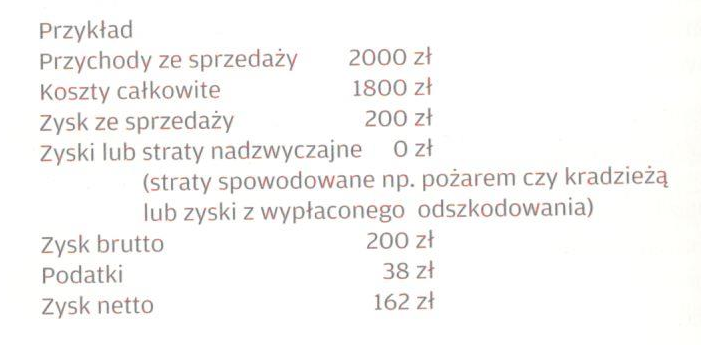 Przykład
Przychody ze sprzedaży 2000 zł
Koszty całkowite 1800 zł
Zysk ze sprzedaży 200 zł
Zyski lub straty nadzwyczajne 0 zł
(straty spowodowane np. pożarem czy kradzieżą
lub zyski z wypłaconego odszkodowania)
Zysk brutto 200 zł
Podatki 38 zł
Zysk netto 162 zł